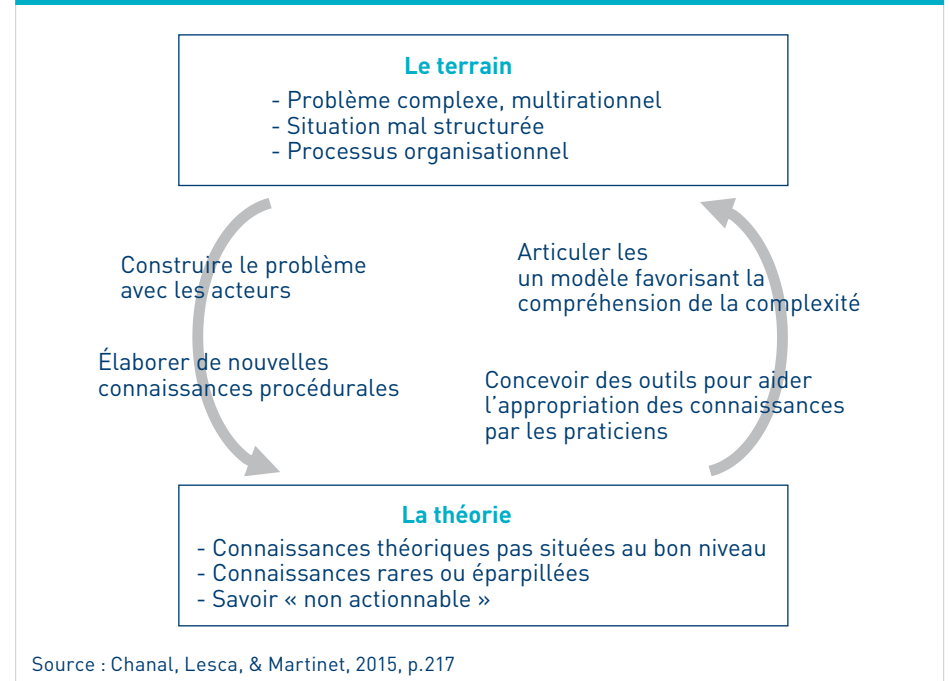 Le terrain
- Problème complexe, multirationnel
- Situation mal structurée
- Processus organisationnel
Construire le problème
avec les acteurs
Élaborer de nouvelles
connaissances procédurales
Articuler les
un modèle favorisant la
compréhension de la complexité
Concevoir des outils pour aider
l’appropriation des connaissances
par les praticiens
La théorie
- Connaissances théoriques pas situées au bon niveau
- Connaissances rares ou éparpillées
- Savoir « non actionnable »
Source : Chanal, Lesca, & Martinet, 2015, p.217